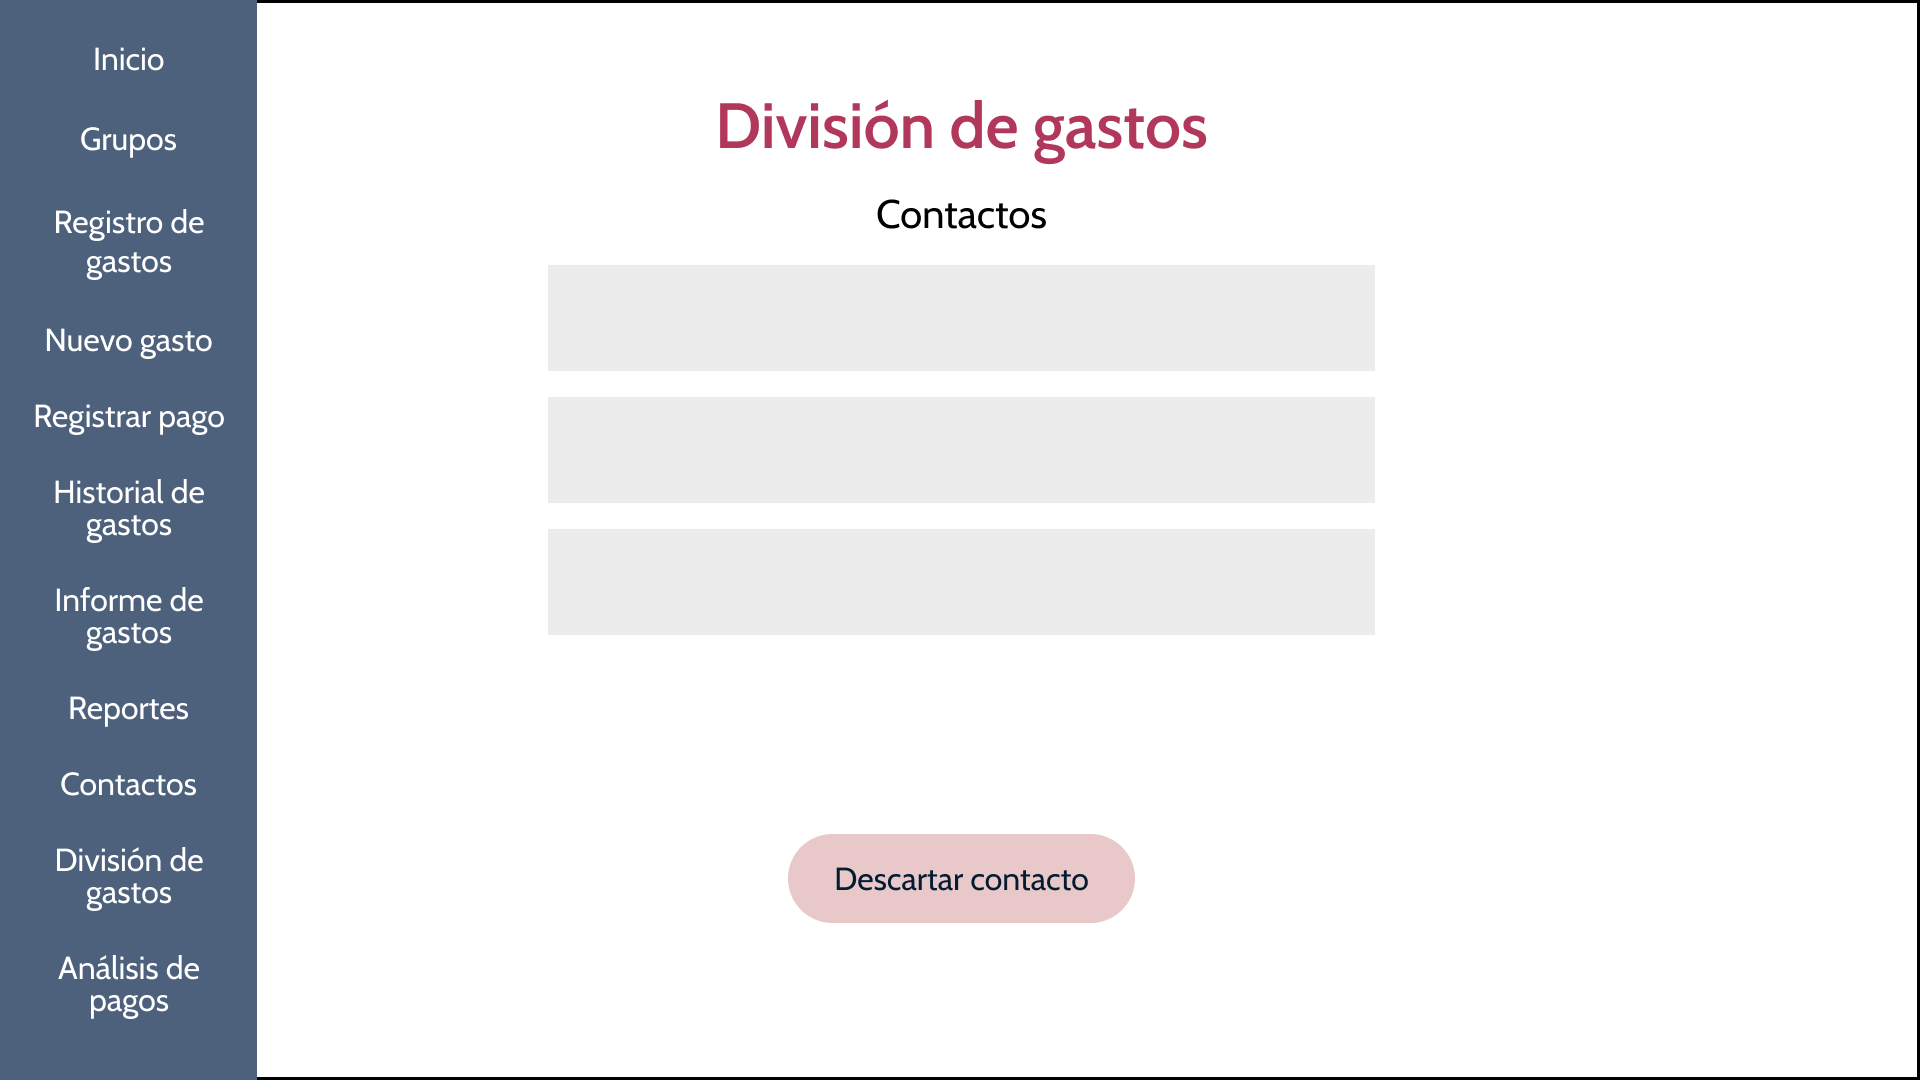 Inicio
Grupos
Registro de
gastos
Nuevo gasto
Registrar pago
Historial de
gastos
Informe de
gastos
Reportes
Contactos
División de
gastos
Análisis de
pagos
División de gastos
Contactos
Descartar contacto